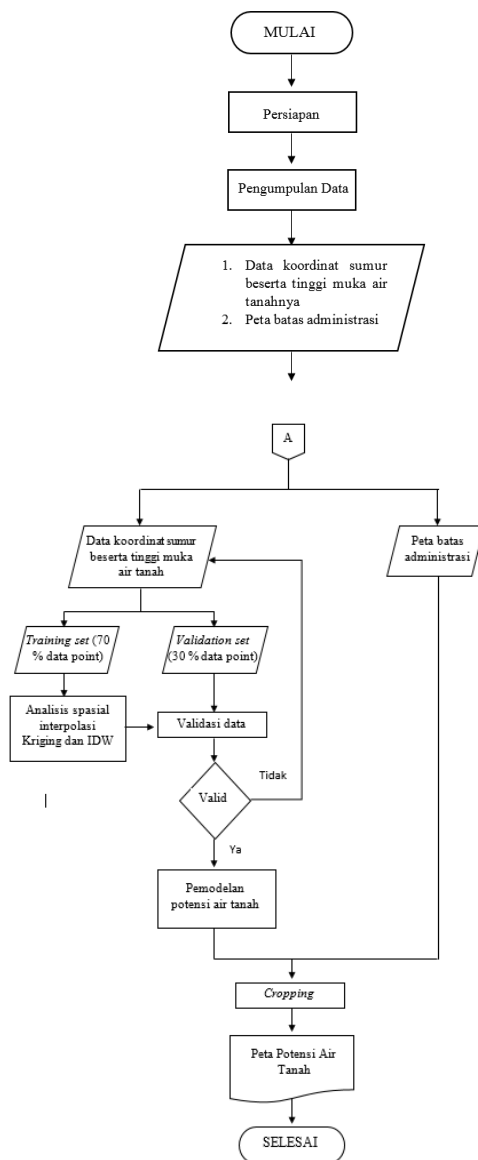 MULAI
Persiapan
Pengumpulan Data
1. Data koordinat sumur
beserta tinggi muka air
tanahnya
2. Peta batas administrasi
A
Data koordinat sumur
beserta tinggi muka
air tanah
Peta batas
administrasi
Training set (70
% data point)
Validation set
(30 % data point)
Analisis spasial
interpolasi
Kriging dan IDW
Validasi data
Valid
Tidak
Ya
Pemodelan
potensi air tanah
Cropping
Peta Potensi Air
Tanah
SELESAI